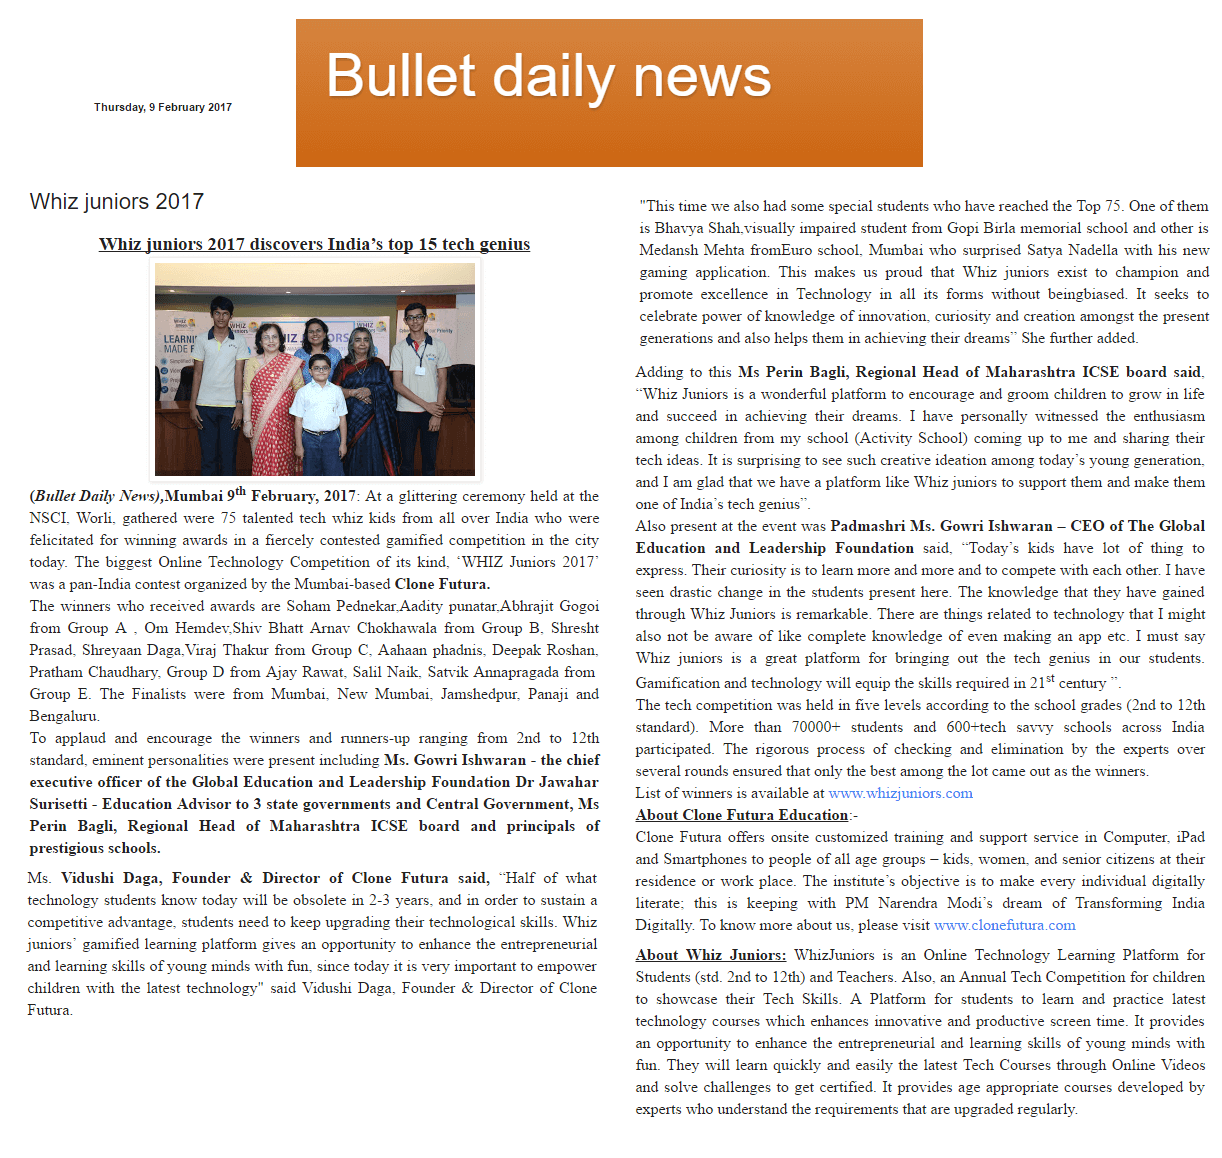 Bullet daily news
Thursday, 9 February 2017
Whiz juniors 2017
Whiz juniors 2017 discovers India's top 15 tech genius
LEARNI
MADE F
WHIZ
Juniors
WHIZ JUNIORS
WHIZ
(Bullet Daily News),Mumbai 9th February, 2017: At a glittering ceremony held at the
NSCI, Worli, gathered were 75 talented tech whiz kids from all over India who were
felicitated for winning awards in a fiercely contested gamified competition in the city
today. The biggest Online Technology Competition of its kind, ‘WHIZ Juniors 2017’
was a pan-India contest organized by the Mumbai-based Clone Futura.
The winners who received awards are Soham Pednekar,Aadity punatar,Abhrajit Gogoi
from Group A , Om Hemdev,Shiv Bhatt Arnav Chokhawala from Group B, Shresht
Prasad, Shreyaan Daga,Viraj Thakur from Group C, Aahaan phadnis, Deepak Roshan,
Pratham Chaudhary, Group D from Ajay Rawat, Salil Naik, Satvik Annapragada from
Group E. The Finalists were from Mumbai, New Mumbai, Jamshedpur, Panaji and
Bengaluru.
To applaud and encourage the winners and runners-up ranging from 2nd to 12th
standard, eminent personalities were present including Ms. Gowri Ishwaran - the chief
executive officer of the Global Education and Leadership Foundation Dr Jawahar
Surisetti - Education Advisor to 3 state governments and Central Government, Ms
Perin Bagli, Regional Head of Maharashtra ICSE board and principals of
prestigious schools.
Ms. Vidushi Daga, Founder & Director of Clone Futura said, “Half of what
technology students know today will be obsolete in 2-3 years, and in order to sustain a
competitive advantage, students need to keep upgrading their technological skills. Whiz
juniors’ gamified learning platform gives an opportunity to enhance the entrepreneurial
and learning skills of young minds with fun, since today it is very important to empower
children with the latest technology" said Vidushi Daga, Founder & Director of Clone
Futura.
"This time we also had some special students who have reached the Top 75. One of them
is Bhavya Shah,visually impaired student from Gopi Birla memorial school and other is
Medansh Mehta fromEuro school, Mumbai who surprised Satya Nadella with his new
gaming application. This makes us proud that Whiz juniors exist to champion and
promote excellence in Technology in all its forms without beingbiased. It seeks to
celebrate power of knowledge of innovation, curiosity and creation amongst the present
generations and also helps them in achieving their dreams” She further added.
Adding to this Ms Perin Bagli, Regional Head of Maharashtra ICSE board said,
“Whiz Juniors is a wonderful platform to encourage and groom children to grow in life
and succeed in achieving their dreams. I have personally witnessed the enthusiasm
among children from my school (Activity School) coming up to me and sharing their
tech ideas. It is surprising to see such creative ideation among today’s young generation,
and I am glad that we have a platform like Whiz juniors to support them and make them
one of India’s tech genius”.
Also present at the event was Padmashri Ms. Gowri Ishwaran – CEO of The Global
Education and Leadership Foundation said, “Today’s kids have lot of thing to
express. Their curiosity is to learn more and more and to compete with each other. I have
seen drastic change in the students present here. The knowledge that they have gained
through Whiz Juniors is remarkable. There are things related to technology that I might
also not be aware of like complete knowledge of even making an app etc. I must say
Whiz juniors is a great platform for bringing out the tech genius in our students.
Gamification and technology will equip the skills required in 21st century ”.
The tech competition was held in five levels according to the school grades (2nd to 12th
standard). More than 70000+ students and 600+tech savvy schools across India
participated. The rigorous process of checking and elimination by the experts over
several rounds ensured that only the best among the lot came out as the winners.
List of winners is available at www.whizjuniors.com
About Clone Futura Education:-
Clone Futura offers onsite customized training and support service in Computer, iPad
and Smartphones to people of all age groups – kids, women, and senior citizens at their
residence or work place. The institute’s objective is to make every individual digitally
literate; this is keeping with PM Narendra Modi’s dream of Transforming India
Digitally. To know more about us, please visit www.clonefutura.com
About Whiz Juniors: WhizJuniors is an Online Technology Learning Platform for
Students (std. 2nd to 12th) and Teachers. Also, an Annual Tech Competition for children
to showcase their Tech Skills. A Platform for students to learn and practice latest
technology courses which enhances innovative and productive screen time. It provides
an opportunity to enhance the entrepreneurial and learning skills of young minds with
fun. They will learn quickly and easily the latest Tech Courses through Online Videos
and solve challenges to get certified. It provides age appropriate courses developed by
experts who understand the requirements that are upgraded regularly.